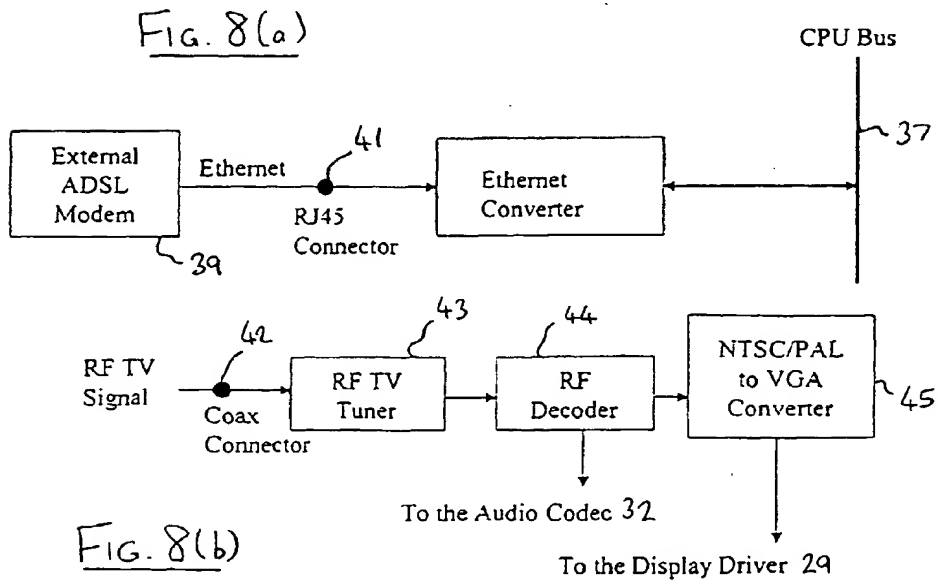 FIG. 8(a)
CPU Bus
37
External
ADSL
Modem
39
Ethernet
41
RJ45
Connector
Ethernet
Converter
RF TV
Signal
42
Coax
Connector
43
RF TV
Tuner
44
RF
Decoder
NTSC/PAL
to VGA
Converter
45
To the Audio Codec 32
To the Display Driver 29
FIG. 8(b)